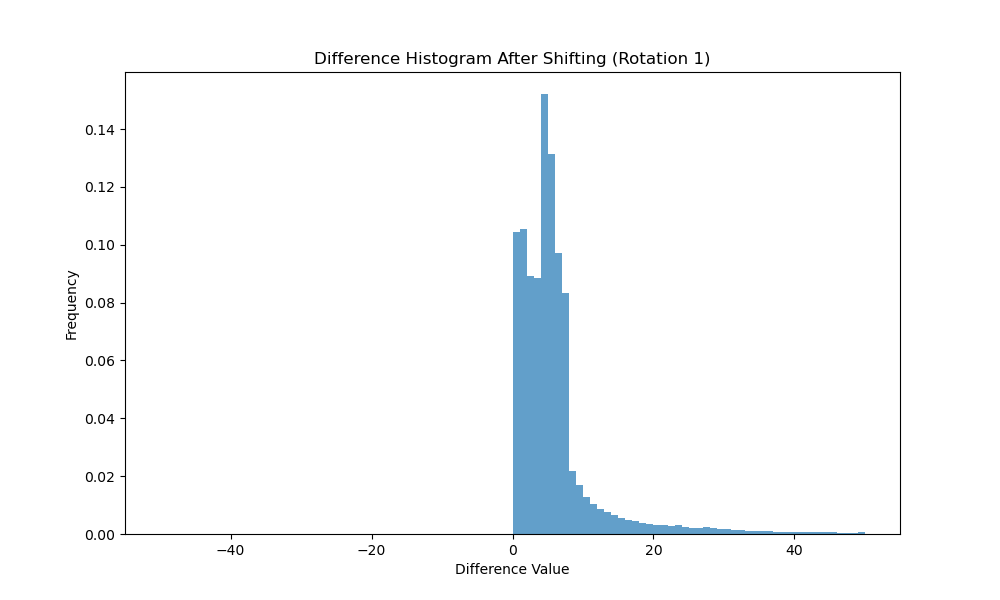 Difference Histogram After Shifting (Rotation 1)
Frequency
0.14
0.12
0.10
0.08
0.06
0.04
0.02
0.00
−40 −20 0 20 40
Difference Value